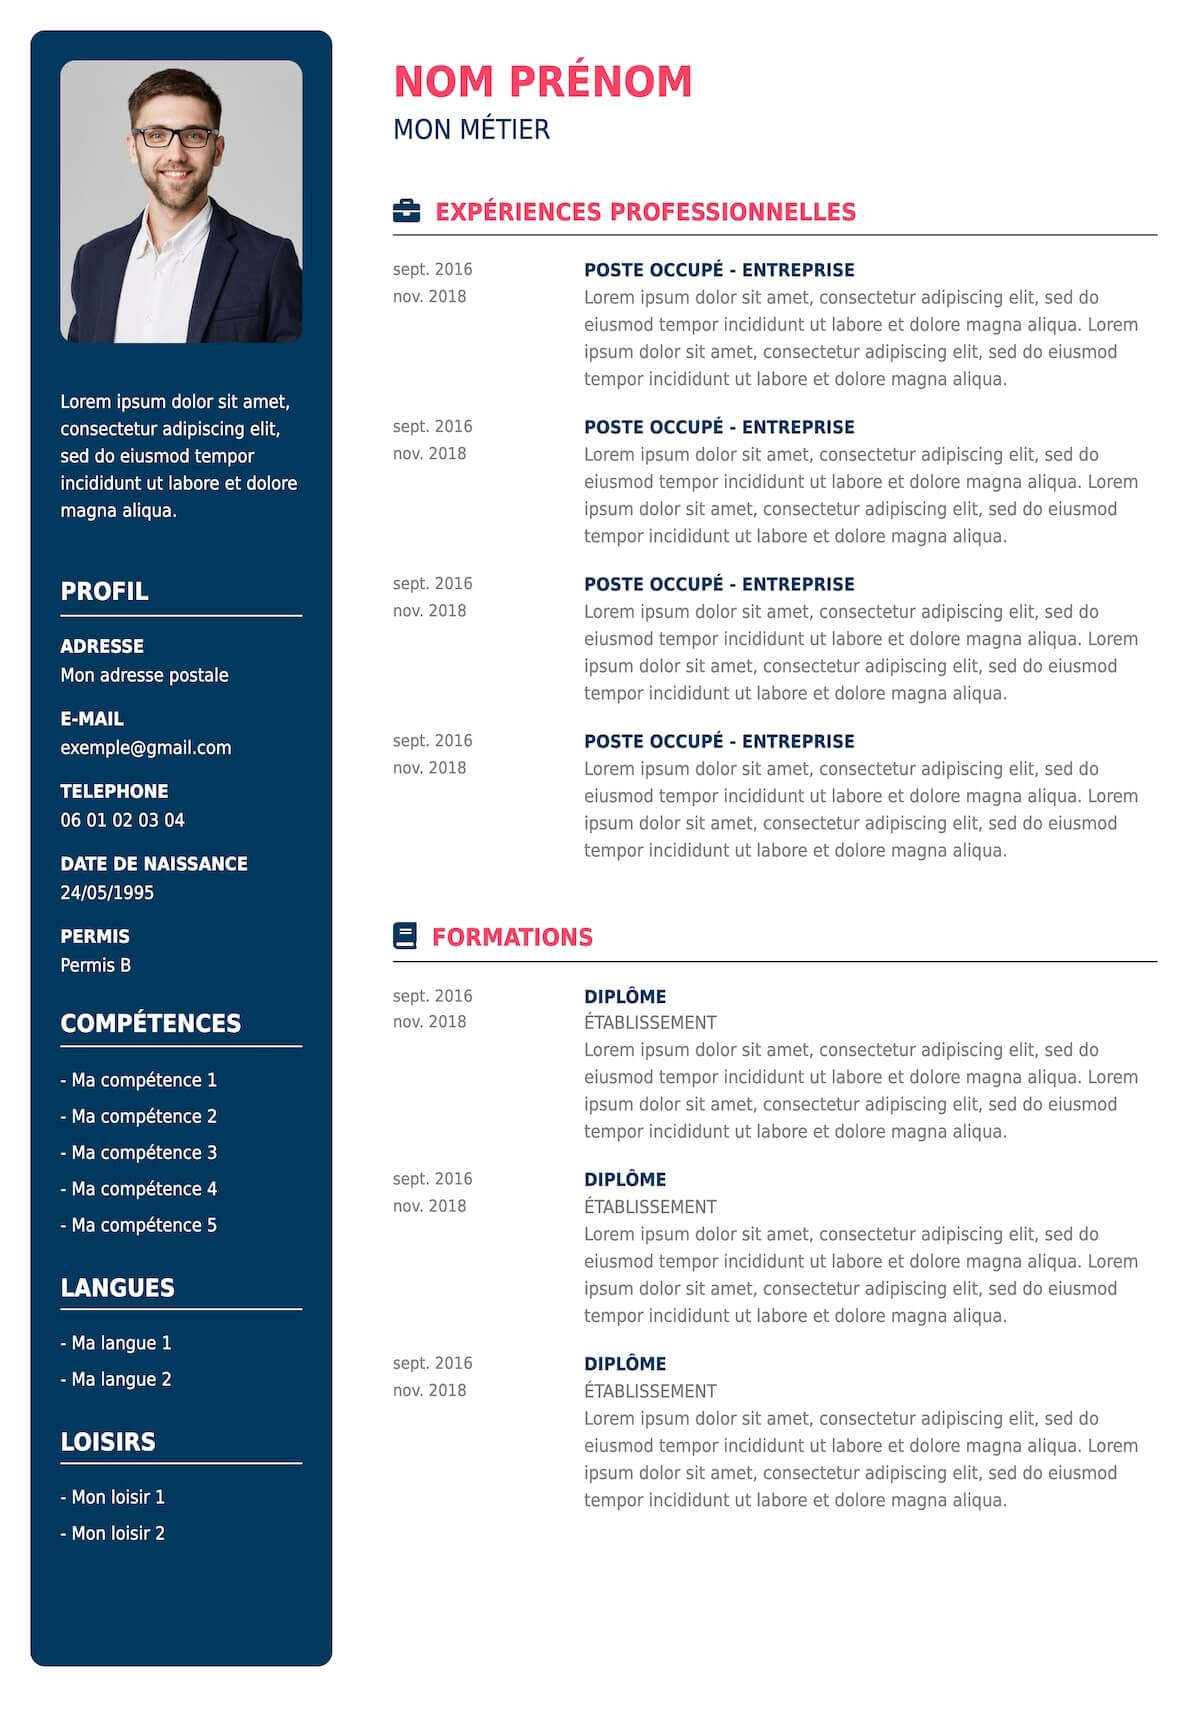 Lorem ipsum dolor sit amet,
consectetur adipiscing elit,
sed do eiusmod tempor
incididunt ut labore et dolore
magna aliqua.
PROFIL
ADRESSE
Mon adresse postale
E-MAIL
exemple@gmail.com
TELEPHONE
06 01 02 03 04
DATE DE NAISSANCE
24/05/1995
PERMIS
Permis B
COMPÉTENCES
- Ma compétence 1
- Ma compétence 2
- Ma compétence 3
- Ma compétence 4
- Ma compétence 5
LANGUES
- Ma langue 1
- Ma langue 2
LOISIRS
- Mon loisir 1
- Mon loisir 2
NOM PRÉNOM
MON MÉTIER
EXPÉRIENCES PROFESSIONNELLES
sept. 2016
nov. 2018
POSTE OCCUPÉ - ENTREPRISE
Lorem ipsum dolor sit amet, consectetur adipiscing elit, sed do
eiusmod tempor incididunt ut labore et dolore magna aliqua. Lorem
ipsum dolor sit amet, consectetur adipiscing elit, sed do eiusmod
tempor incididunt ut labore et dolore magna aliqua.
sept. 2016
nov. 2018
POSTE OCCUPÉ - ENTREPRISE
Lorem ipsum dolor sit amet, consectetur adipiscing elit, sed do
eiusmod tempor incididunt ut labore et dolore magna aliqua. Lorem
ipsum dolor sit amet, consectetur adipiscing elit, sed do eiusmod
tempor incididunt ut labore et dolore magna aliqua.
sept. 2016
nov. 2018
POSTE OCCUPÉ - ENTREPRISE
Lorem ipsum dolor sit amet, consectetur adipiscing elit, sed do
eiusmod tempor incididunt ut labore et dolore magna aliqua. Lorem
ipsum dolor sit amet, consectetur adipiscing elit, sed do eiusmod
tempor incididunt ut labore et dolore magna aliqua.
sept. 2016
nov. 2018
POSTE OCCUPÉ - ENTREPRISE
Lorem ipsum dolor sit amet, consectetur adipiscing elit, sed do
eiusmod tempor incididunt ut labore et dolore magna aliqua. Lorem
ipsum dolor sit amet, consectetur adipiscing elit, sed do eiusmod
tempor incididunt ut labore et dolore magna aliqua.
FORMATIONS
sept. 2016
nov. 2018
DIPLÔME
ÉTABLISSEMENT
Lorem ipsum dolor sit amet, consectetur adipiscing elit, sed do
eiusmod tempor incididunt ut labore et dolore magna aliqua. Lorem
ipsum dolor sit amet, consectetur adipiscing elit, sed do eiusmod
tempor incididunt ut labore et dolore magna aliqua.
sept. 2016
nov. 2018
DIPLÔME
ÉTABLISSEMENT
Lorem ipsum dolor sit amet, consectetur adipiscing elit, sed do
eiusmod tempor incididunt ut labore et dolore magna aliqua. Lorem
ipsum dolor sit amet, consectetur adipiscing elit, sed do eiusmod
tempor incididunt ut labore et dolore magna aliqua.
sept. 2016
nov. 2018
DIPLÔME
ÉTABLISSEMENT
Lorem ipsum dolor sit amet, consectetur adipiscing elit, sed do
eiusmod tempor incididunt ut labore et dolore magna aliqua. Lorem
ipsum dolor sit amet, consectetur adipiscing elit, sed do eiusmod
tempor incididunt ut labore et dolore magna aliqua.